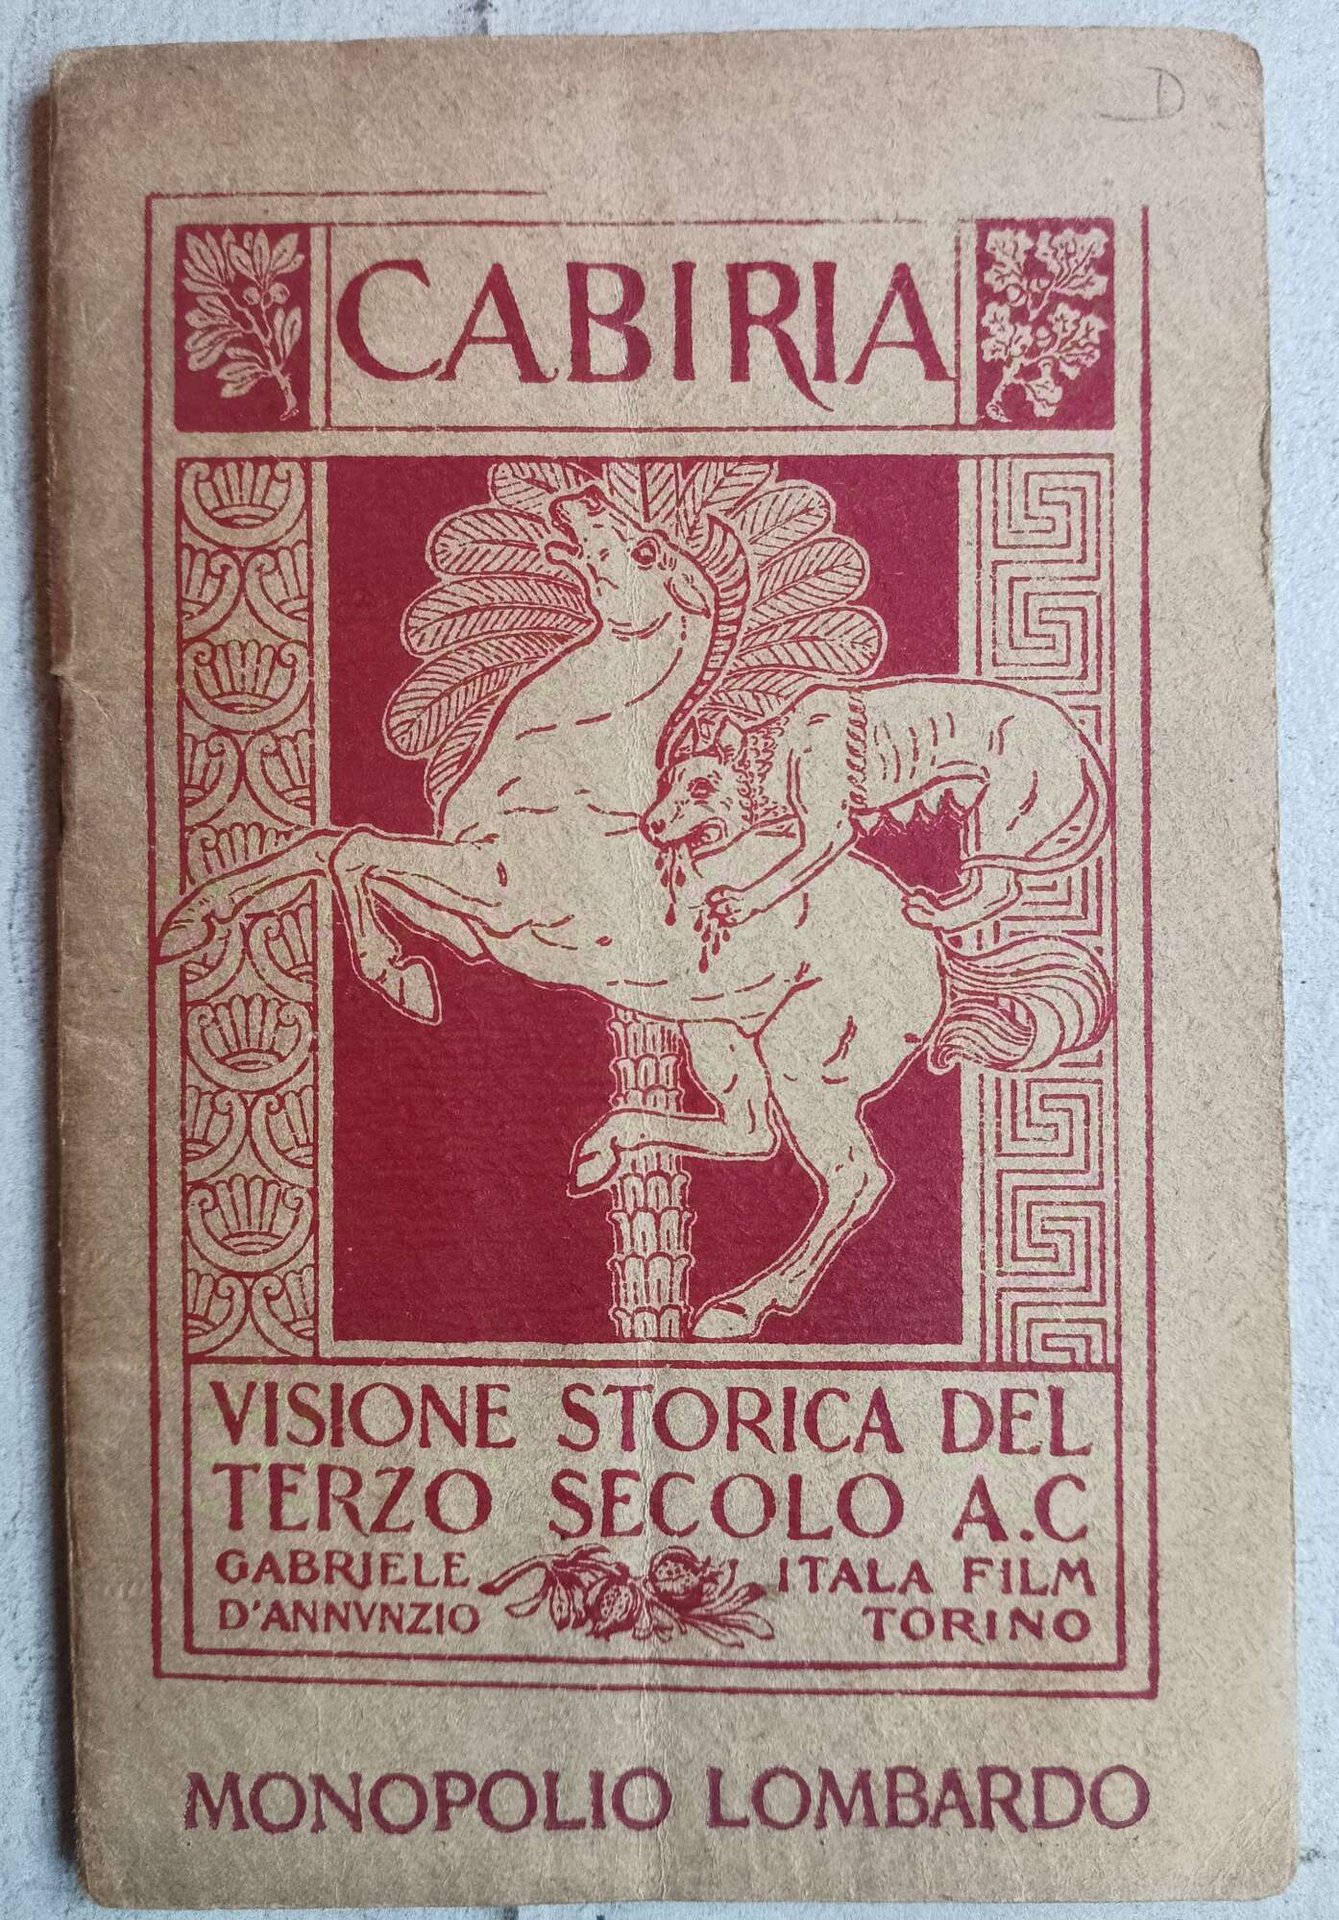 D
CABIRIA
VISIONE STORICA DEL
TERZO SECOLO A.C
GABRIELE
D'ANNVNZIO
ITALA FILM
TORINO
MONOPOLIO LOMBARDO